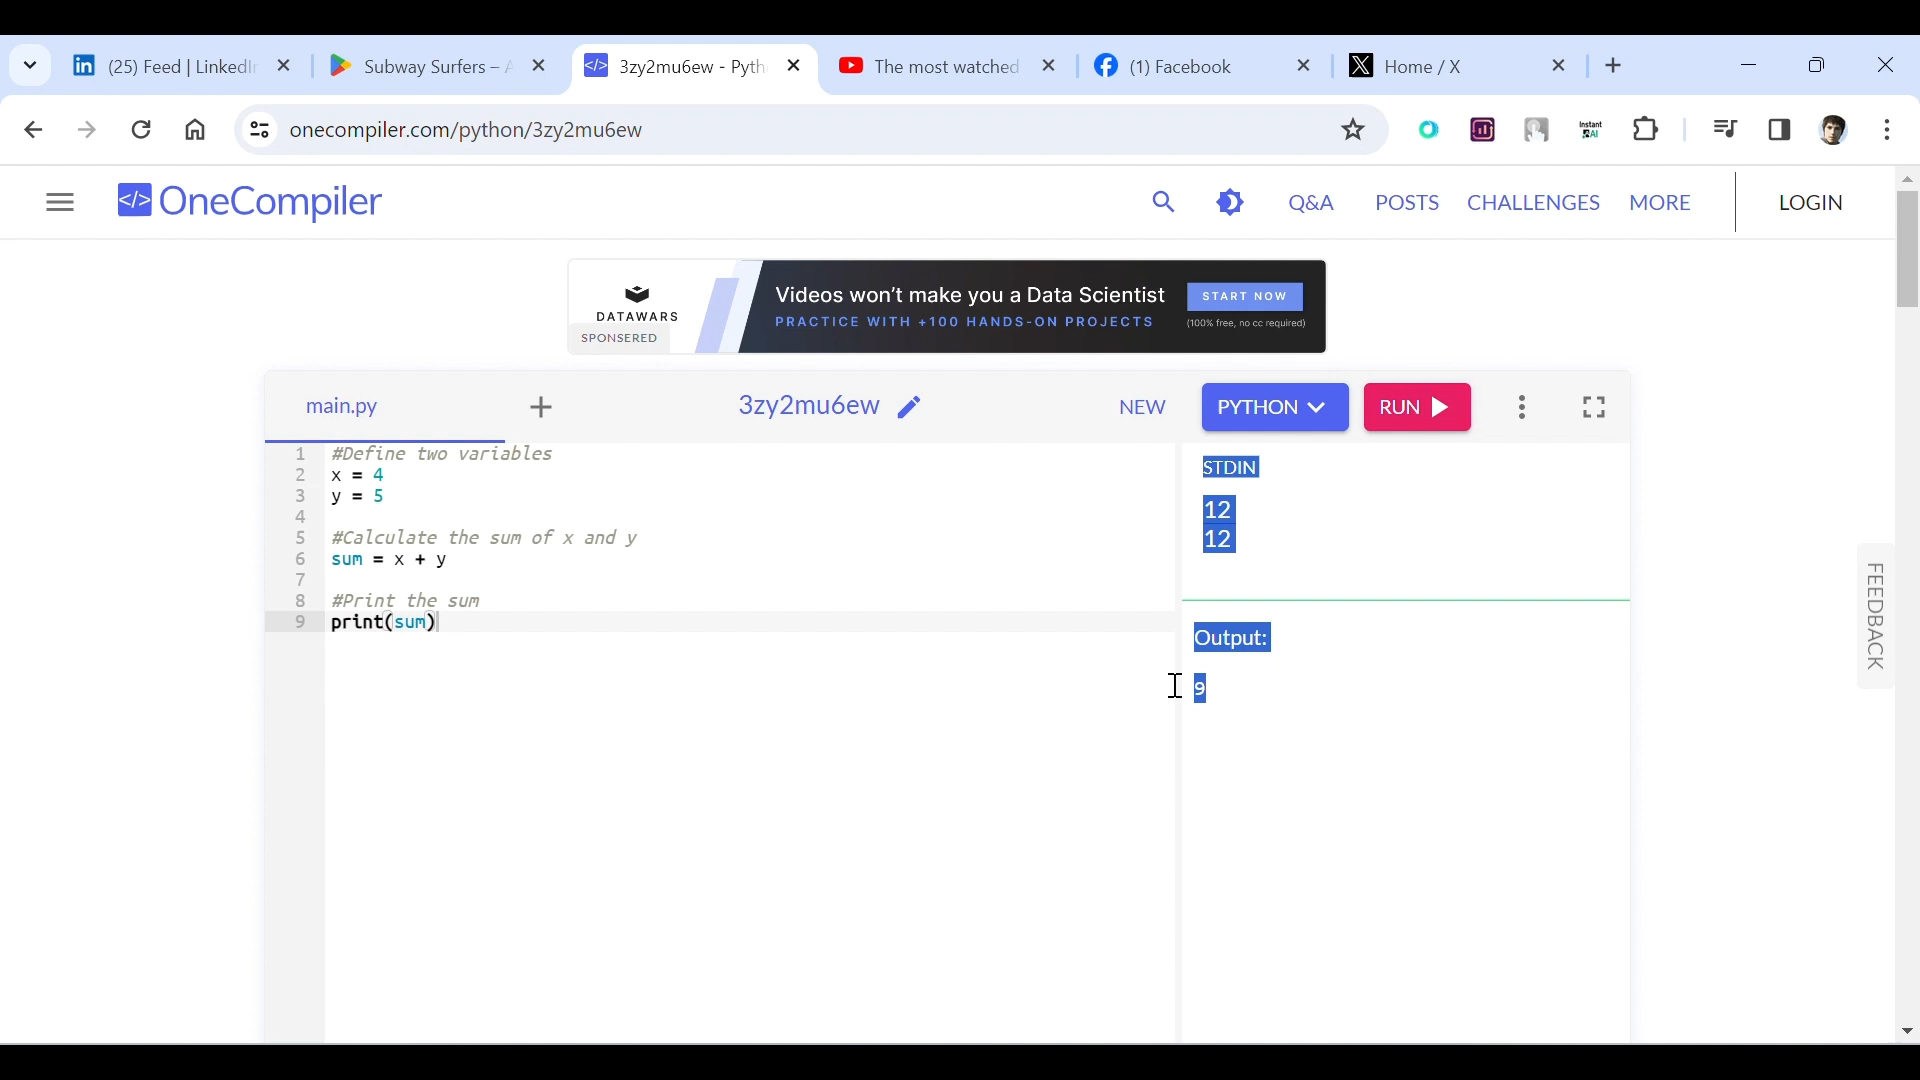 (25) Feed | LinkedIn
Subway Surfers – A
3zy2mu6ew - Pyth
The most watched
(1) Facebook
Home / X
onecompiler.com/python/3zy2mu6ew
Instant
AI
</> OneCompiler
Q&A
POSTS
CHALLENGES
MORE
LOGIN
DATAWARS
SPONSERED
Videos won't make you a Data Scientist
PRACTICE WITH +100 HANDS-ON PROJECTS
START NOW
(100% free, no cc required)
main.py
3zy2mu6ew
NEW
PYTHON
RUN
1 #Define two variables
2 x = 4
3 y = 5
4
5 #Calculate the sum of x and y
6 sum = x + y
7
8 #Print the sum
9 print(sum)
STDIN
12
12
Output:
9
FEEDBACK